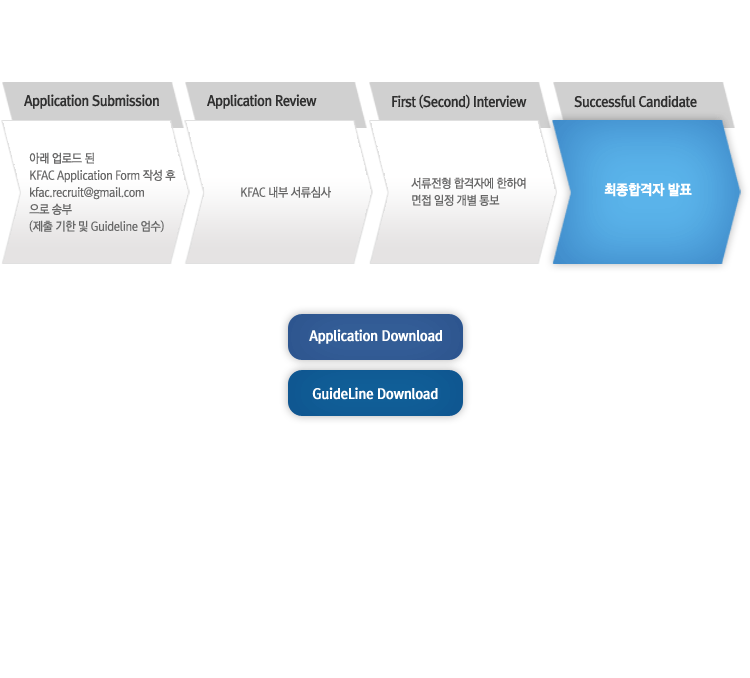 Application Submission
Application Review
First (Second) Interview
Successful Candidate
아래 업로드 된
KFAC Application Form 작성 후
kfac.recruit@gmail.com
으로 송부
(제출 기한 및 Guideline 엄수)
KFAC 내부 서류심사
서류전형 합격자에 한하여
면접 일정 개별 통보
최종합격자 발표
Application Download
GuideLine Download